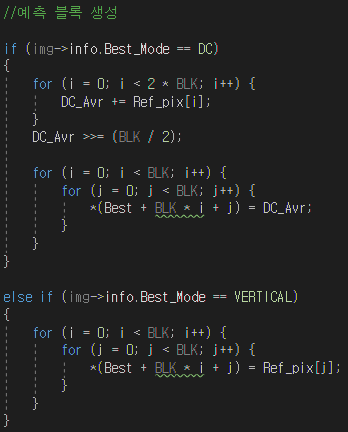 //예측 블록 생성
if (img->info.Best_Mode == DC)
{
for (i = 0; i < 2 * BLK; i++) {
DC_Avr += Ref_pix[i];
}
DC_Avr >>= (BLK / 2);
for (i = 0; i < BLK; i++) {
for (j = 0; j < BLK; j++) {
*(Best + BLK * i + j) = DC_Avr;
}
}
}
else if (img->info.Best_Mode == VERTICAL)
{
for (i = 0; i < BLK; i++) {
for (j = 0; j < BLK; j++) {
*(Best + BLK * i + j) = Ref_pix[j];
}
}
}